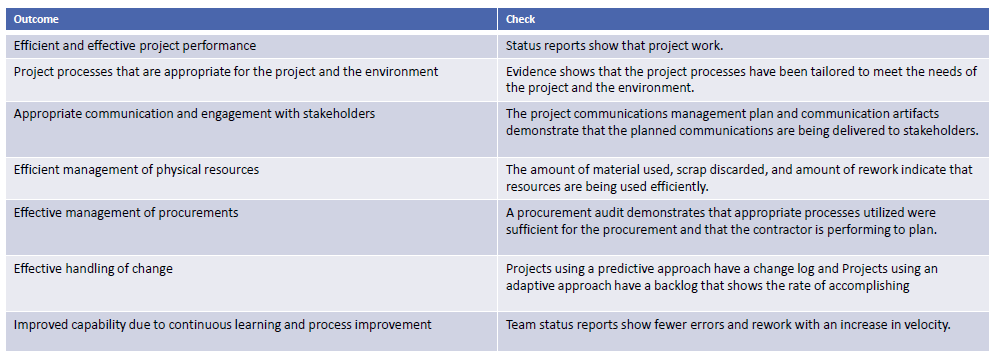 Outcome
Check
Efficient and effective project performance
Status reports show that project work.
Project processes that are appropriate for the project and the environment
Evidence shows that the project processes have been tailored to meet the needs of
the project and the environment.
Appropriate communication and engagement with stakeholders
The project communications management plan and communication artifacts
demonstrate that the planned communications are being delivered to stakeholders.
Efficient management of physical resources
The amount of material used, scrap discarded, and amount of rework indicate that
resources are being used efficiently.
Effective management of procurements
A procurement audit demonstrates that appropriate processes utilized were
sufficient for the procurement and that the contractor is performing to plan.
Effective handling of change
Projects using a predictive approach have a change log and Projects using an
adaptive approach have a backlog that shows the rate of accomplishing
Improved capability due to continuous learning and process improvement
Team status reports show fewer errors and rework with an increase in velocity.